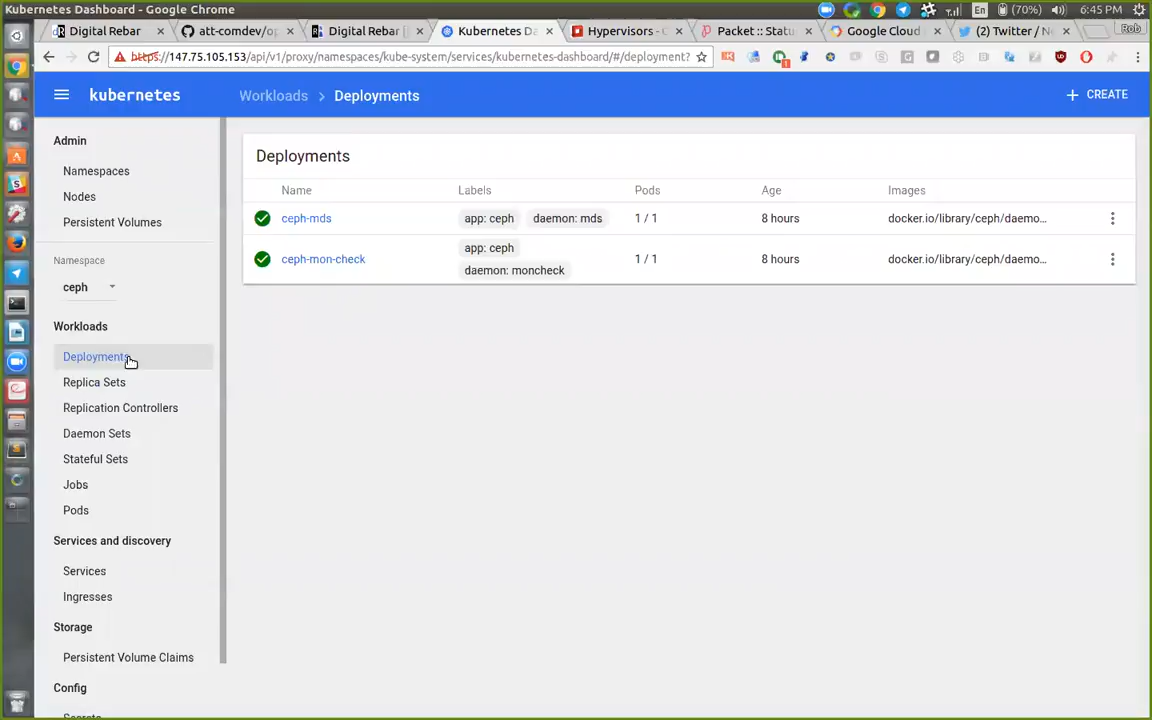 Kubernetes Dashboard - Google Chrome
En
(70%)
6:45 PM
Digital Rebar
att-comdev/op
Digital Rebar
Kubernetes Da
Hypervisors - C
Packet :: Statu
Google Cloud
(2) Twitter / N
Rob
https://147.75.105.153/api/v1/proxy/namespaces/kube-system/services/kubernetes-dashboard/#/deployment?
kubernetes
Workloads > Deployments
+ CREATE
Admin
Namespaces
Nodes
Persistent Volumes
Namespace
ceph
Workloads
Deployments
Replica Sets
Replication Controllers
Daemon Sets
Stateful Sets
Jobs
Pods
Services and discovery
Services
Ingresses
Storage
Persistent Volume Claims
Config
Secrets
Deployments
Name Labels Pods Age Images
ceph-mds app: ceph daemon: mds 1 / 1 8 hours docker.io/library/ceph/daemo...
ceph-mon-check app: ceph daemon: moncheck 1 / 1 8 hours docker.io/library/ceph/daemo...